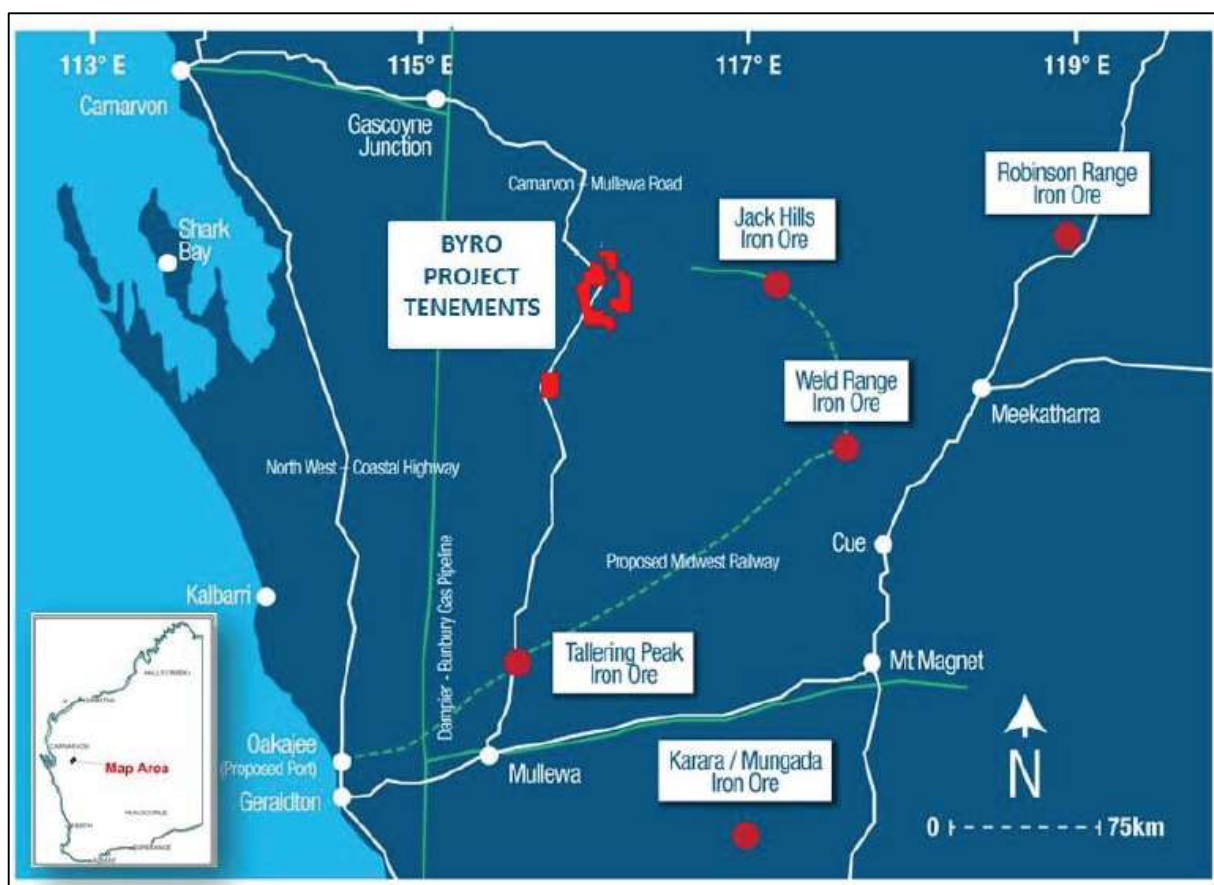 113° E
115° E
117° E
119° E
Carnarvon
Gascoyne
Junction
Carnarvon - Mullewa Road
Robinson Range
Iron Ore
Jack Hills
Iron Ore
Shark
Bay
BYRO
PROJECT
TENEMENTS
Weld Range
Iron Ore
Meekatharra
North West - Coastal Highway
Cue
Proposed Midwest Railway
Kalbarri
Dampier - Bunbury Gas Pipeline
Tallering Peak
Iron Ore
Mt Magnet
Oakajee
(Proposed Port)
Mullewa
Geraldton
Karara / Mungada
Iron Ore
N
0
75km
CARNARVON
Map Area
ESPERANCE